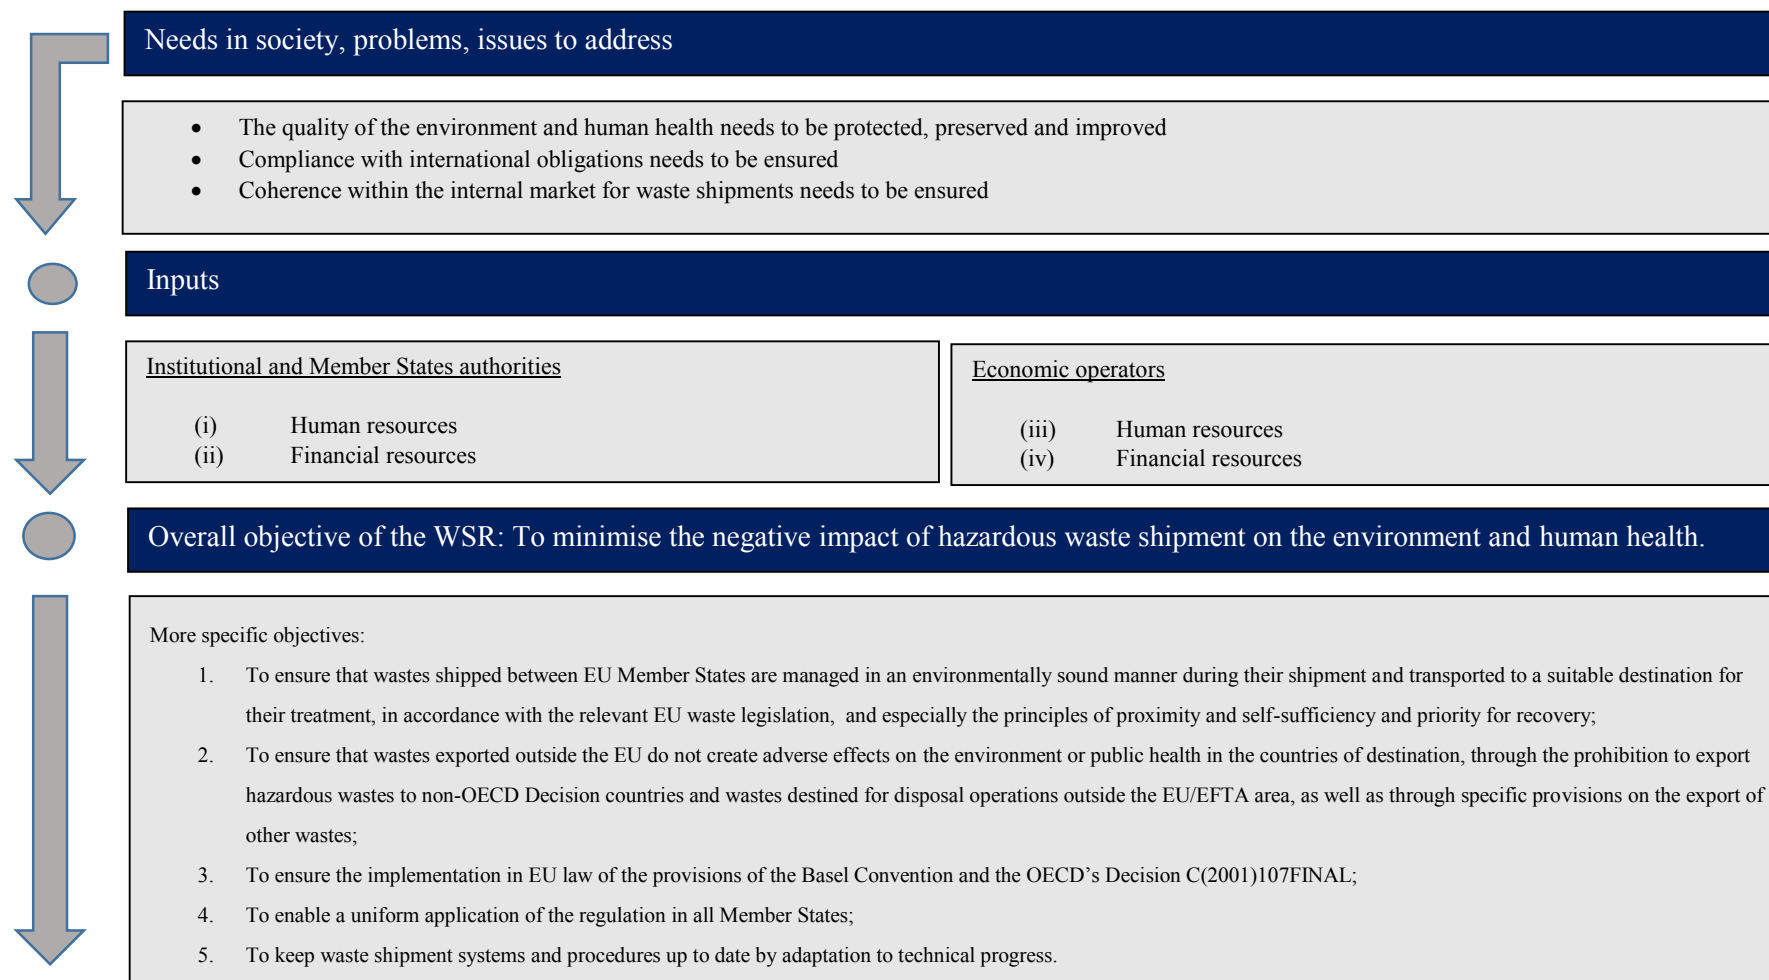 Needs in society, problems, issues to address
• The quality of the environment and human health needs to be protected, preserved and improved
• Compliance with international obligations needs to be ensured
• Coherence within the internal market for waste shipments needs to be ensured
Inputs
Institutional and Member States authorities
(i) Human resources
(ii) Financial resources
Economic operators
(iii) Human resources
(iv) Financial resources
Overall objective of the WSR: To minimise the negative impact of hazardous waste shipment on the environment and human health.
More specific objectives:
1. To ensure that wastes shipped between EU Member States are managed in an environmentally sound manner during their shipment and transported to a suitable destination for
their treatment, in accordance with the relevant EU waste legislation, and especially the principles of proximity and self-sufficiency and priority for recovery;
2. To ensure that wastes exported outside the EU do not create adverse effects on the environment or public health in the countries of destination, through the prohibition to export
hazardous wastes to non-OECD Decision countries and wastes destined for disposal operations outside the EU/EFTA area, as well as through specific provisions on the export of
other wastes;
3. To ensure the implementation in EU law of the provisions of the Basel Convention and the OECD’s Decision C(2001)107FINAL;
4. To enable a uniform application of the regulation in all Member States;
5. To keep waste shipment systems and procedures up to date by adaptation to technical progress.